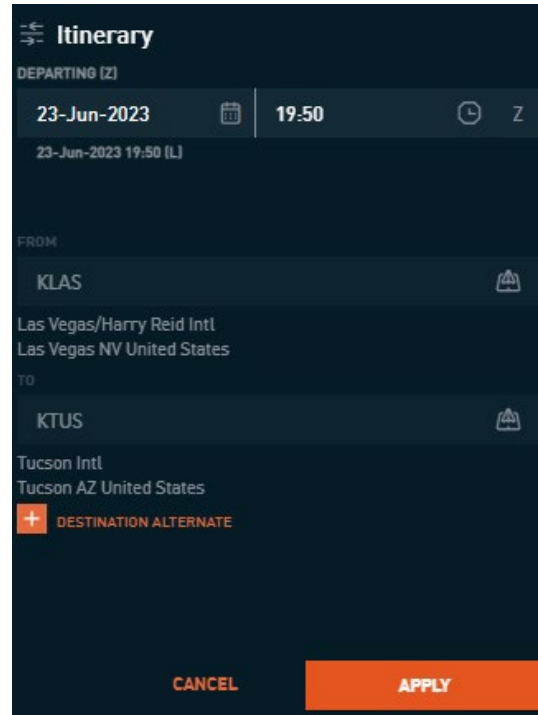 Itinerary
DEPARTING (Z)
23-Jun-2023 19:50 Z
23-Jun-2023 19:50 (L)
FROM
KLAS
Las Vegas/Harry Reid Intl
Las Vegas NV United States
TO
KTUS
Tucson Intl
Tucson AZ United States
+ DESTINATION ALTERNATE
CANCEL APPLY